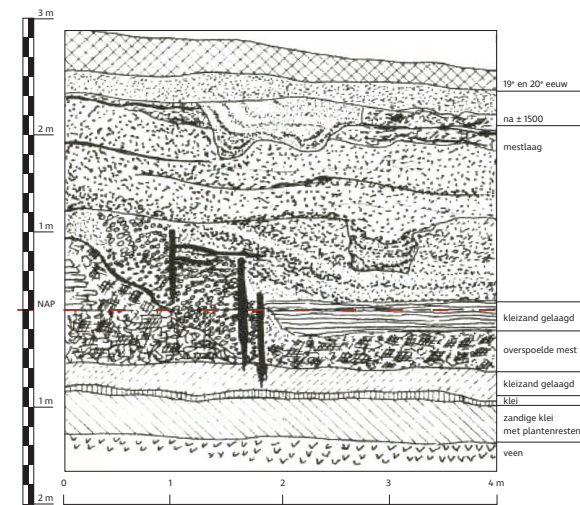 3 m
19e en 20e eeuw
na ± 1500
2 m
mestlaag
1 m
NAP
kleizand gelaagd
overspoelde mest
kleizand gelaagd
klei
1 m
zandige klei
met plantenresten
veen
2 m
0 1 2 3 4 m